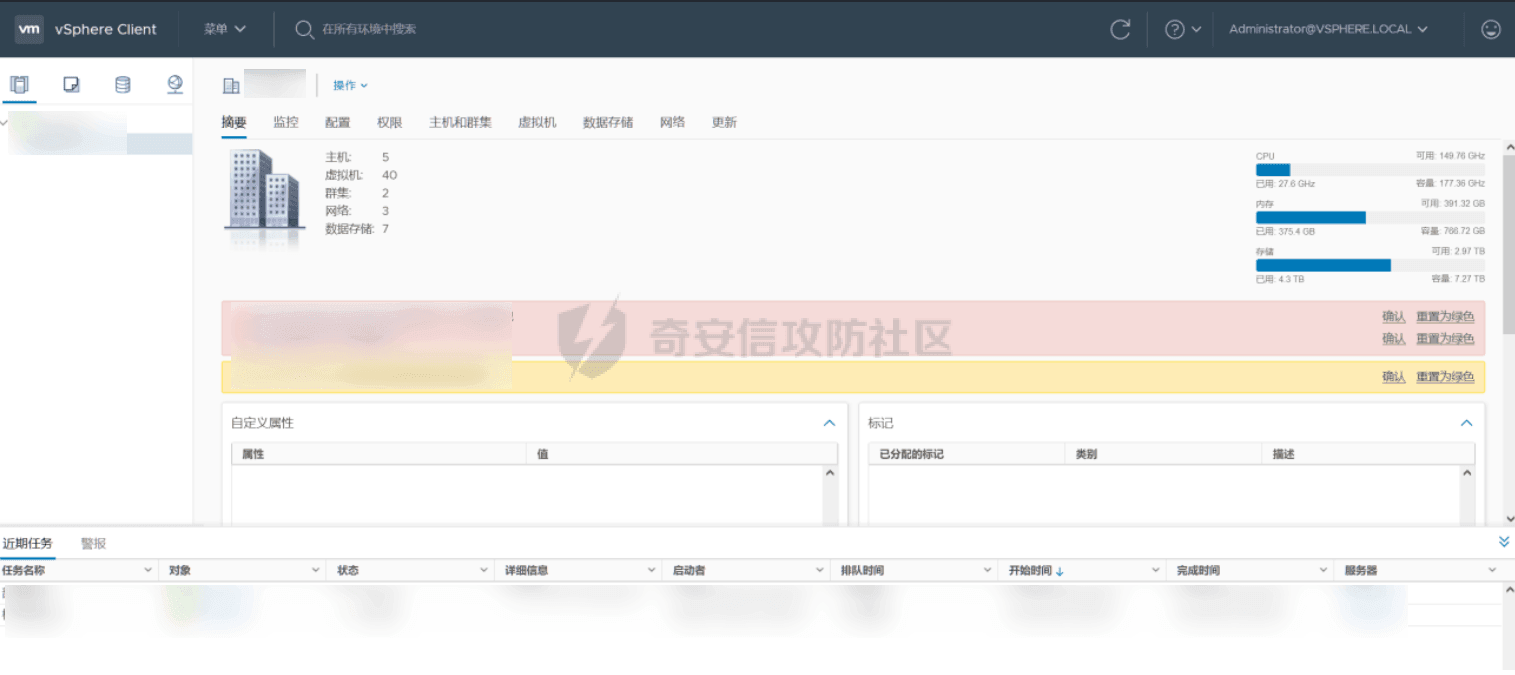 vm vSphere Client 菜单 在所有环境中搜索 Administrator@VSPHERE.LOCAL
操作
摘要 监控 配置 权限 主机和群集 虚拟机 数据存储 网络 更新
主机: 5
虚拟机: 40
群集: 2
网络: 3
数据存储: 7
CPU 可用: 149.76 GHz
已用: 27.6 GHz 容量: 177.36 GHz
内存 可用: 391.32 GB
已用: 375.4 GB 容量: 766.72 GB
存储 可用: 2.97 TB
已用: 4.3 TB 容量: 7.27 TB
确认 重置为绿色
确认 重置为绿色
奇安信攻防社区
确认 重置为绿色
自定义属性 标记
属性 值 已分配的标记 类别 描述
近期任务 警报
任务名称 对象 状态 详细信息 启动者 排队时间 开始时间 ↓ 完成时间 服务器